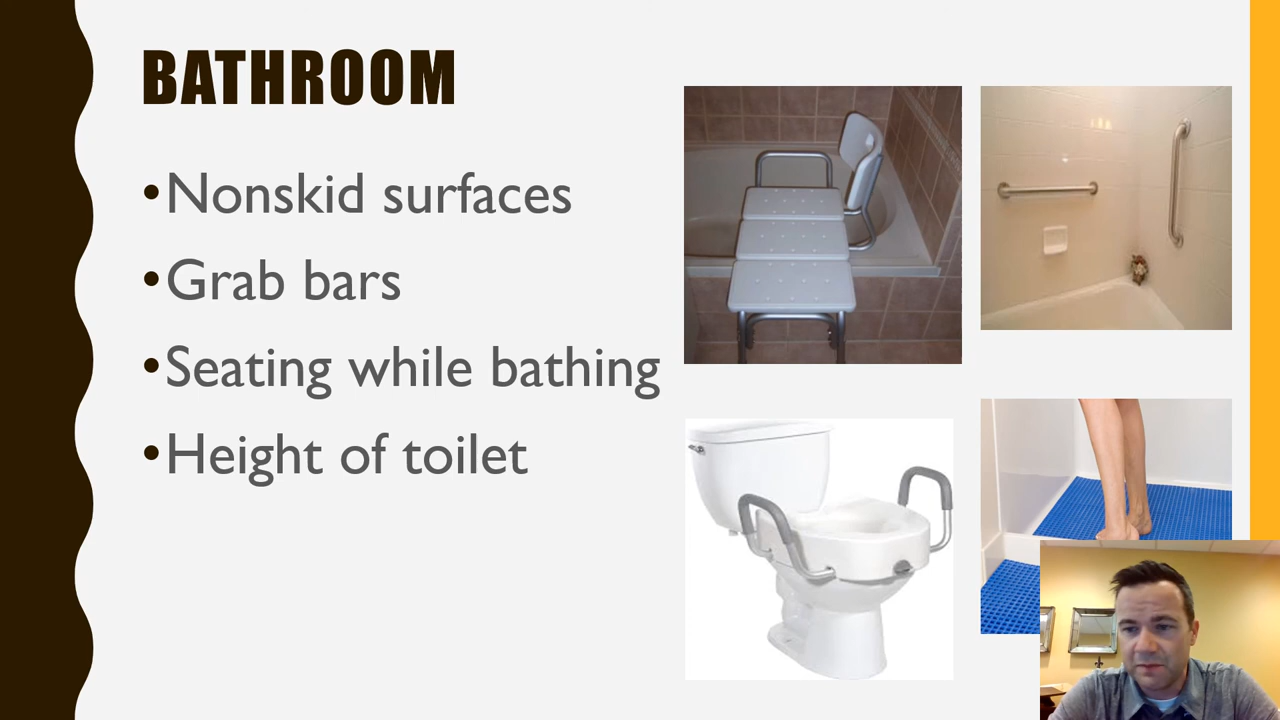 BATHROOM
•Nonskid surfaces
•Grab bars
•Seating while bathing
•Height of toilet